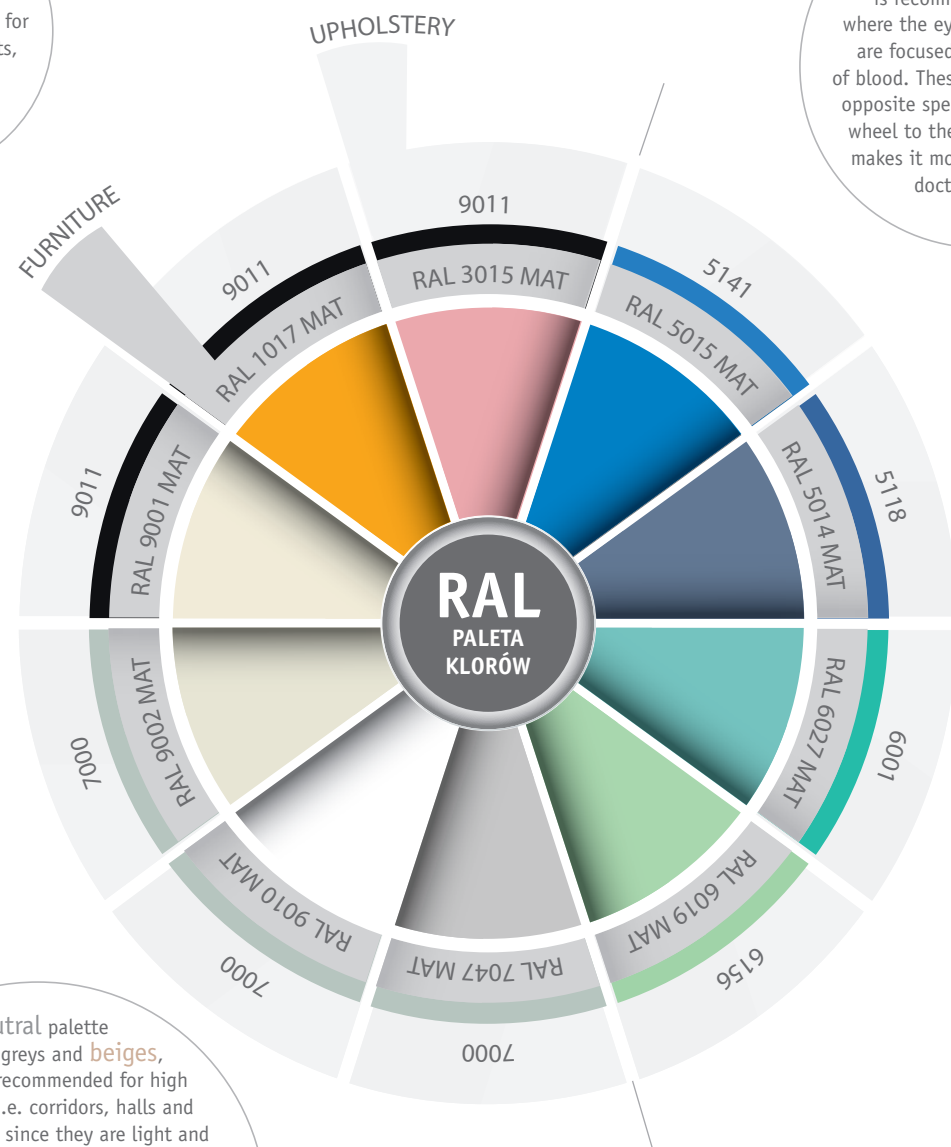 for
ts,
where the ey
are focused
of blood. Thes
opposite spe
wheel to the
makes it mo
doct
UPHOLSTERY
FURNITURE
9011
RAL 3015 MAT
5141
RAL 5015 MAT
5118
RAL 5014 MAT
6001
RAL 6027 MAT
6156
RAL 6019 MAT
7000
RAL 7047 MAT
7000
RAL 9010 MAT
7000
RAL 9002 MAT
9011
RAL 9001 MAT
9011
RAL 1017 MAT
RAL
PALETA
KLORÓW
utral palette
greys and beiges,
recommended for high
.e. corridors, halls and
since they are light and